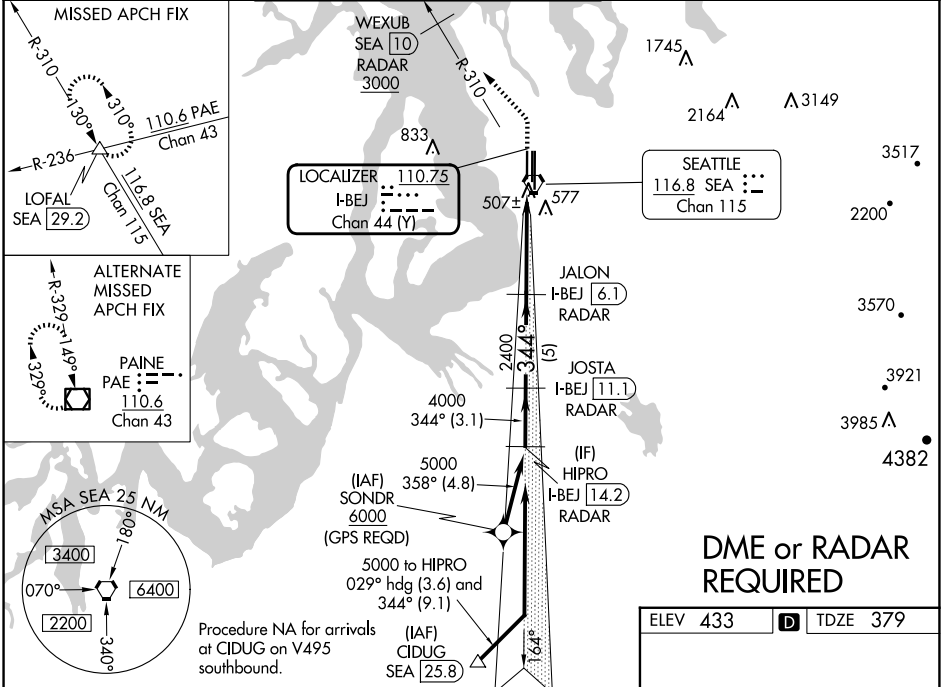 MISSED APCH FIX
R-310
130°
310°
110.6 PAE
Chan 43
R-236
LOFAL
SEA 29.2
116.8 SEA
Chan 115
ALTERNATE
MISSED
APCH FIX
R-329
149°
329°
PAINE
PAE
110.6
Chan 43
MSA SEA 25 NM
180°
3400
070°
6400
2200
340°
Procedure NA for arrivals
at CIDUG on V495
southbound.
WEXUB
SEA 10
RADAR
3000
R-310
833
LOCALIZER 110.75
I-BEJ
Chan 44 (Y)
507±
577
SEATTLE
116.8 SEA
Chan 115
1745
2164
3149
3517
2200
3570
3921
3985
4382
JALON
I-BEJ 6.1
RADAR
2400
344°
(5)
JOSTA
I-BEJ 11.1
RADAR
4000
344° (3.1)
(IF)
HIPRO
I-BEJ 14.2
RADAR
5000
358° (4.8)
(IAF)
SONDR
6000
(GPS REQD)
5000 to HIPRO
029° hdg (3.6) and
344° (9.1)
(IAF)
CIDUG
SEA 25.8
164°
DME or RADAR
REQUIRED
ELEV 433 D TDZE 379